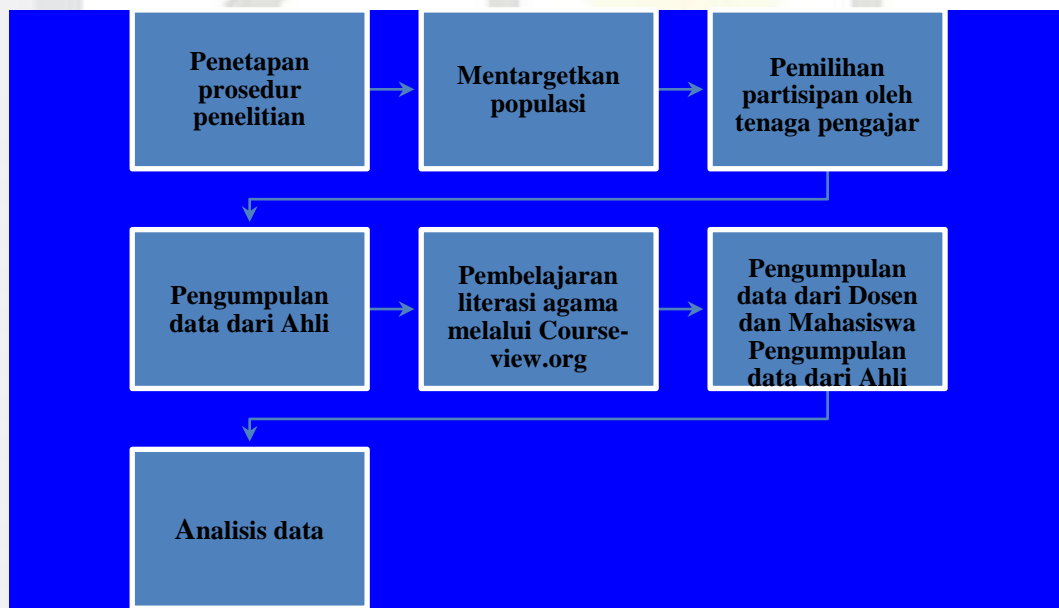 Penetapan
prosedur
penelitian
Mentargetkan
populasi
Pemilihan
partisipan oleh
tenaga pengajar
Pengumpulan
data dari Ahli
Pembelajaran
literasi agama
melalui Course-
view.org
Pengumpulan
data dari Dosen
dan Mahasiswa
Pengumpulan
data dari Ahli
Analisis data